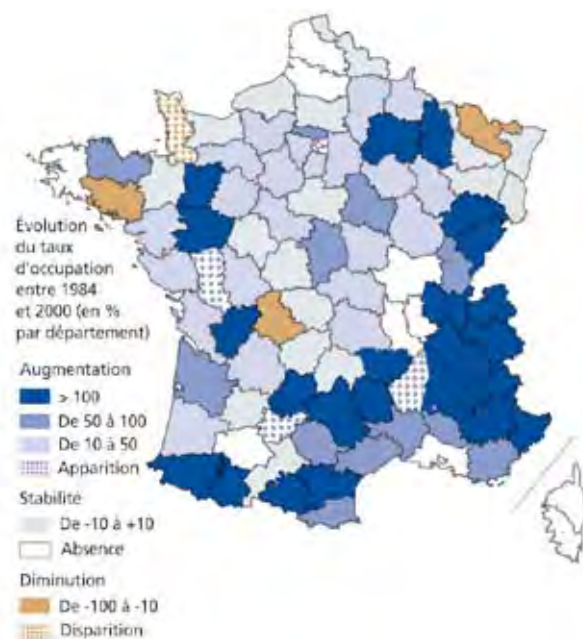 Évolution
du taux
d'occupation
entre 1984
et 2000 (en %
par département)
Augmentation
> 100
De 50 à 100
De 10 à 50
Apparition
Stabilité
De -10 à +10
Absence
Diminution
De -100 à -10
Disparition